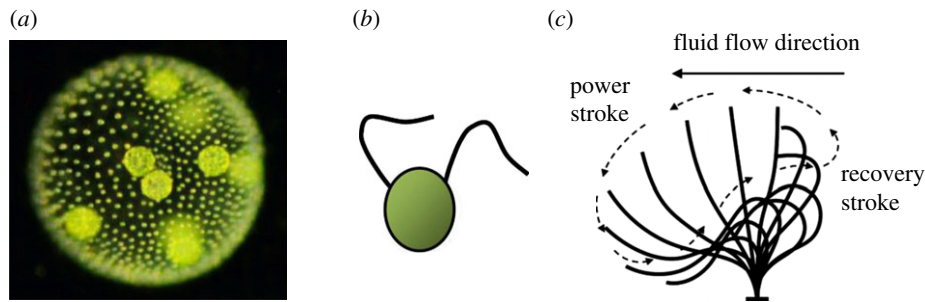 (a)
(b)
(c)
fluid flow direction
power
stroke
recovery
stroke